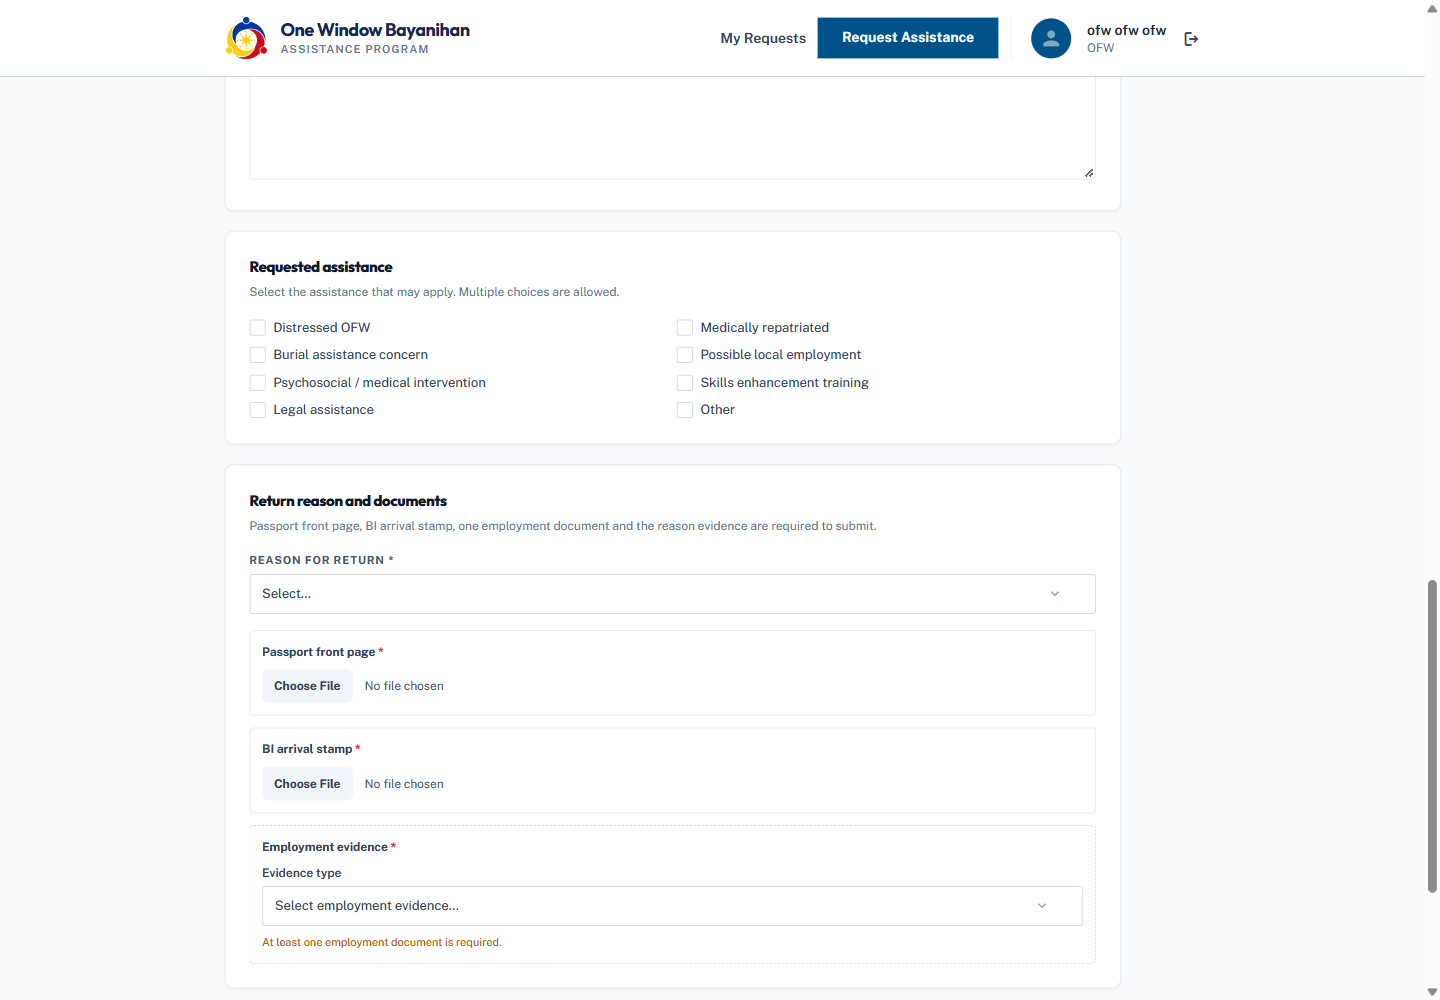 One Window Bayanihan
ASSISTANCE PROGRAM
My Requests
Request Assistance
ofw ofw ofw
OFW
Requested assistance
Select the assistance that may apply. Multiple choices are allowed.
Distressed OFW
Medically repatriated
Burial assistance concern
Possible local employment
Psychosocial / medical intervention
Skills enhancement training
Legal assistance
Other
Return reason and documents
Passport front page, BI arrival stamp, one employment document and the reason evidence are required to submit.
REASON FOR RETURN *
Select...
Passport front page *
Choose File No file chosen
BI arrival stamp *
Choose File No file chosen
Employment evidence *
Evidence type
Select employment evidence...
At least one employment document is required.